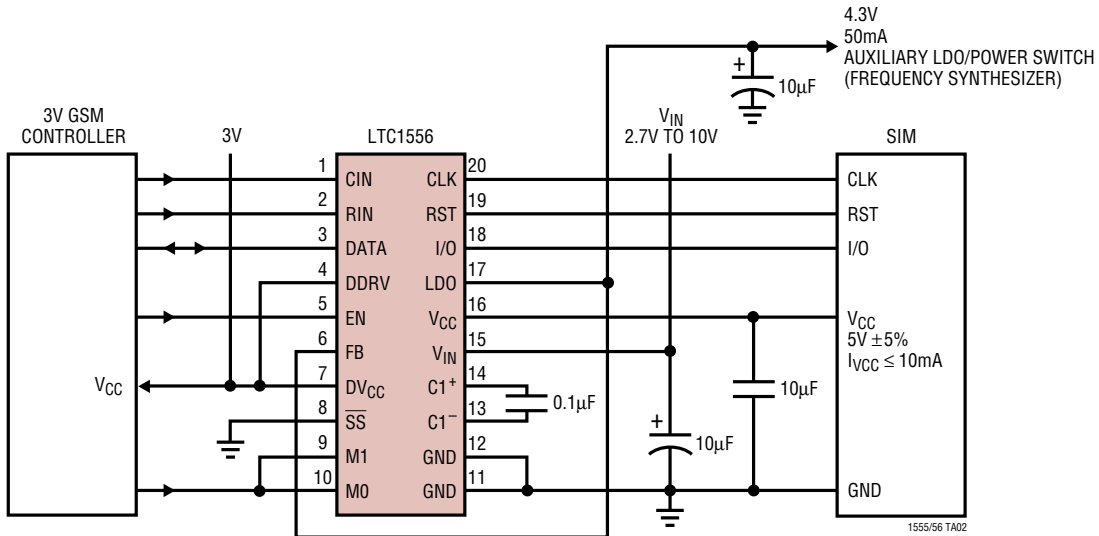 4.3V
50mA
AUXILIARY LDO/POWER SWITCH
(FREQUENCY SYNTHESIZER)
+
10µF
3V GSM
CONTROLLER
3V
LTC1556
VIN
2.7V TO 10V
SIM
1
CIN
CLK
20
CLK
2
RIN
RST
19
RST
3
DATA
I/O
18
I/O
4
DDRV
LDO
17
5
EN
VCC
16
VCC
5V ±5%
IVCC ≤ 10mA
6
FB
VIN
15
VCC
7
DVCC
C1+
14
0.1µF
10µF
8
SS
C1−
13
+
10µF
9
M1
GND
12
10
M0
GND
11
GND
1555/56 TA02